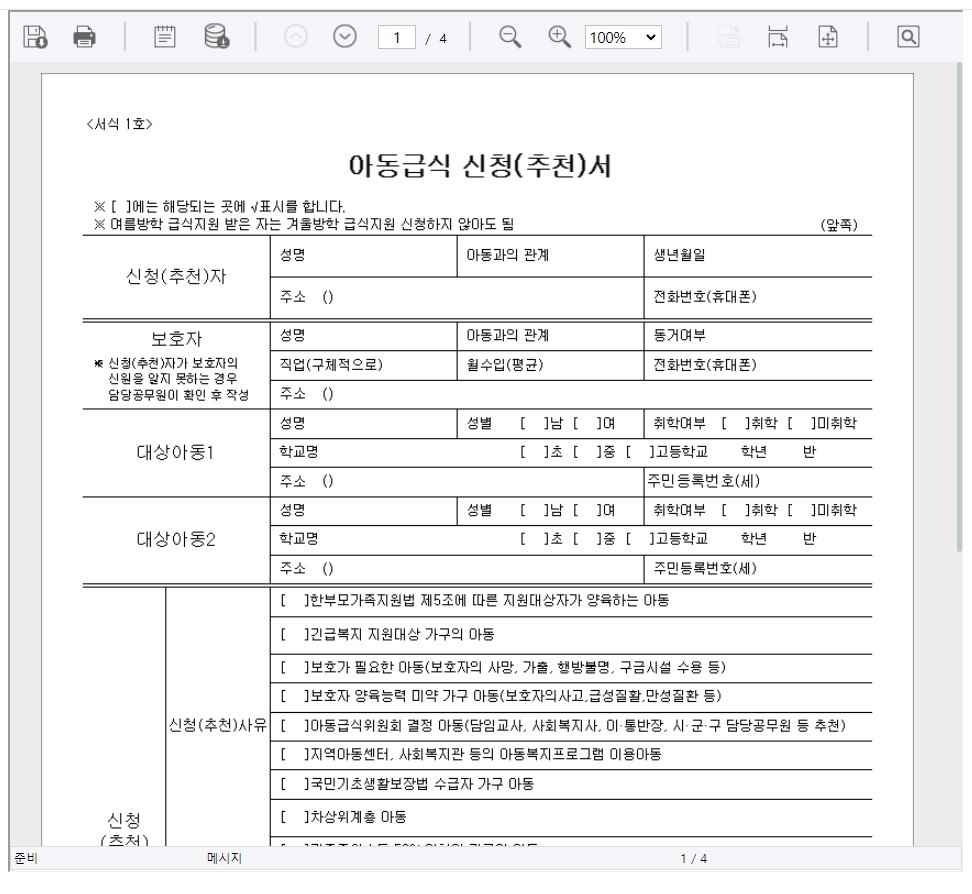 1 / 4
100%
<서식 1호>
아동급식 신청(추천)서
※ [ ]에는 해당되는 곳에 √표시를 합니다.
※ 여름방학 급식지원 받은 자는 겨울방학 급식지원 신청하지 않아도 됨 (앞쪽)
신청(추천)자
성명 아동과의 관계 생년월일
주소 () 전화번호(휴대폰)
보호자
※ 신청(추천)자가 보호자의
신원을 알지 못하는 경우
담당공무원이 확인 후 작성
성명 아동과의 관계 동거여부
직업(구체적으로) 월수입(평균) 전화번호(휴대폰)
주소 ()
대상아동1
성명 성별 [ ]남 [ ]여 취학여부 [ ]취학 [ ]미취학
학교명 [ ]초 [ ]중 [ ]고등학교 학년 반
주소 () 주민등록번호(세)
대상아동2
성명 성별 [ ]남 [ ]여 취학여부 [ ]취학 [ ]미취학
학교명 [ ]초 [ ]중 [ ]고등학교 학년 반
주소 () 주민등록번호(세)
신청
(추천)
신청(추천)사유
[ ]한부모가족지원법 제5조에 따른 지원대상자가 양육하는 아동
[ ]긴급복지 지원대상 가구의 아동
[ ]보호가 필요한 아동(보호자의 사망, 가출, 행방불명, 구금시설 수용 등)
[ ]보호자 양육능력 미약 가구 아동(보호자의사고,급성질활,만성질환 등)
[ ]아동급식위원회 결정 아동(담임교사, 사회복지사, 이·통반장, 시·군·구 담당공무원 등 추천)
[ ]지역아동센터, 사회복지관 등의 아동복지프로그램 이용아동
[ ]국민기초생활보장법 수급자 가구 아동
[ ]차상위계층 아동
준비 메시지 1 / 4